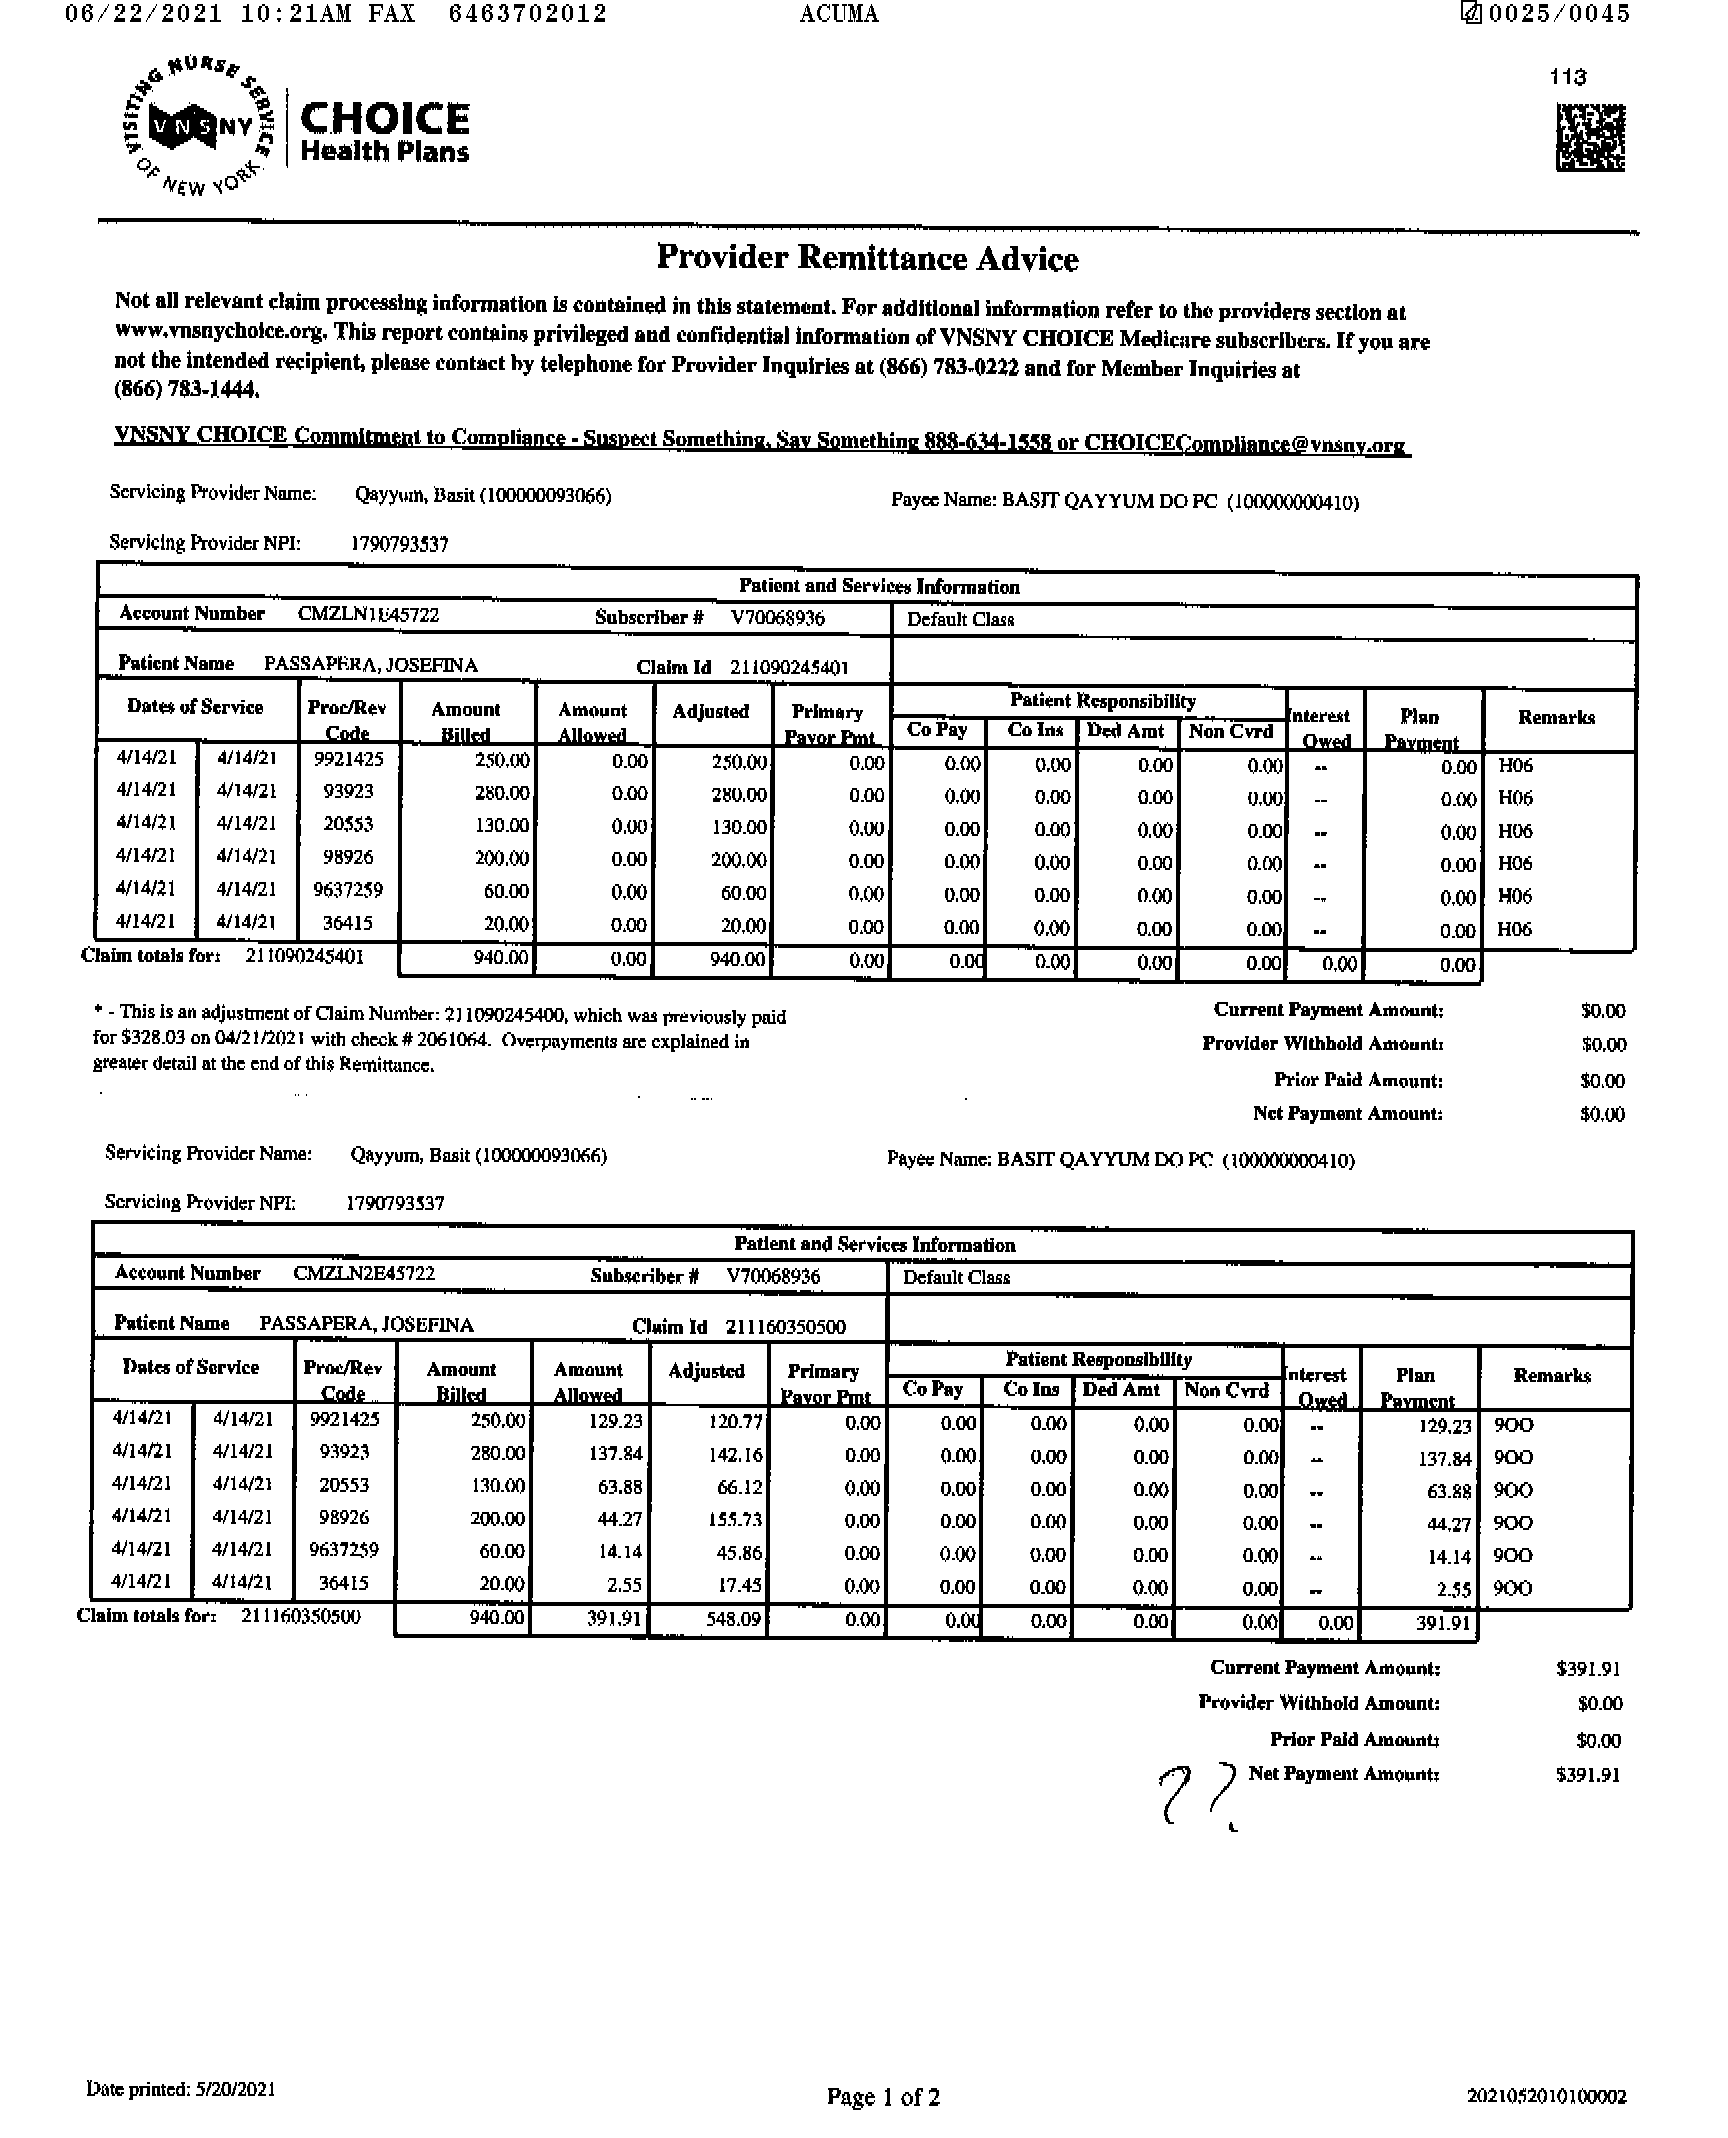 06/22/2021 10:21AM FAX 6463702012 ACUMA 0025/0045
113
VISITING NURSE SERVICE OF NEW YORK
VNSNY
CHOICE
Health Plans
Provider Remittance Advice
Not all relevant claim processing information is contained in this statement. For additional information refer to the providers section at
www.vnsnychoice.org. This report contains privileged and confidential information of VNSNY CHOICE Medicare subscribers. If you are
not the intended recipient, please contact by telephone for Provider Inquiries at (866) 783-0222 and for Member Inquiries at
(866) 783-1444.
VNSNY CHOICE Commitment to Compliance - Suspect Something, Say Something 888-634-1558 or CHOICECompliance@vnsny.org
Servicing Provider Name: Qayyum, Basit (100000093066) Payee Name: BASIT QAYYUM DO PC (100000000410)
Servicing Provider NPI: 1790793537
Patient and Services Information
Account Number CMZLN1E45722 Subscriber # V70068936 Default Class
Patient Name PASSAPERA, JOSEFINA Claim Id 211090245401
Dates of Service Proc/Rev Code Amount Billed Amount Allowed Adjusted Primary Payor Pmt Patient Responsibility Co Pay Co Ins Ded Amt Non Cvrd Interest Owed Plan Payment Remarks
4/14/21 4/14/21 9921425 250.00 0.00 250.00 0.00 0.00 0.00 0.00 0.00 -- 0.00 H06
4/14/21 4/14/21 93923 280.00 0.00 280.00 0.00 0.00 0.00 0.00 0.00 -- 0.00 H06
4/14/21 4/14/21 20553 130.00 0.00 130.00 0.00 0.00 0.00 0.00 0.00 -- 0.00 H06
4/14/21 4/14/21 98926 200.00 0.00 200.00 0.00 0.00 0.00 0.00 0.00 -- 0.00 H06
4/14/21 4/14/21 9637259 60.00 0.00 60.00 0.00 0.00 0.00 0.00 0.00 -- 0.00 H06
4/14/21 4/14/21 36415 20.00 0.00 20.00 0.00 0.00 0.00 0.00 0.00 -- 0.00 H06
Claim totals for: 211090245401 940.00 0.00 940.00 0.00 0.00 0.00 0.00 0.00 0.00 0.00
* - This is an adjustment of Claim Number: 211090245400, which was previously paid
for $328.03 on 04/21/2021 with check # 2061064. Overpayments are explained in
greater detail at the end of this Remittance.
Current Payment Amount: $0.00
Provider Withhold Amount: $0.00
Prior Paid Amount: $0.00
Net Payment Amount: $0.00
Servicing Provider Name: Qayyum, Basit (100000093066) Payee Name: BASIT QAYYUM DO PC (100000000410)
Servicing Provider NPI: 1790793537
Patient and Services Information
Account Number CMZLN2E45722 Subscriber # V70068936 Default Class
Patient Name PASSAPERA, JOSEFINA Claim Id 211160350500
Dates of Service Proc/Rev Code Amount Billed Amount Allowed Adjusted Primary Payor Pmt Patient Responsibility Co Pay Co Ins Ded Amt Non Cvrd Interest Owed Plan Payment Remarks
4/14/21 4/14/21 9921425 250.00 129.23 120.77 0.00 0.00 0.00 0.00 0.00 -- 129.23 9OO
4/14/21 4/14/21 93923 280.00 137.84 142.16 0.00 0.00 0.00 0.00 0.00 -- 137.84 9OO
4/14/21 4/14/21 20553 130.00 63.88 66.12 0.00 0.00 0.00 0.00 0.00 -- 63.88 9OO
4/14/21 4/14/21 98926 200.00 44.27 155.73 0.00 0.00 0.00 0.00 0.00 -- 44.27 9OO
4/14/21 4/14/21 9637259 60.00 14.14 45.86 0.00 0.00 0.00 0.00 0.00 -- 14.14 9OO
4/14/21 4/14/21 36415 20.00 2.55 17.45 0.00 0.00 0.00 0.00 0.00 -- 2.55 9OO
Claim totals for: 211160350500 940.00 391.91 548.09 0.00 0.00 0.00 0.00 0.00 0.00 391.91
Current Payment Amount: $391.91
Provider Withhold Amount: $0.00
Prior Paid Amount: $0.00
?? Net Payment Amount: $391.91
Date printed: 5/20/2021 Page 1 of 2 2021052010100002